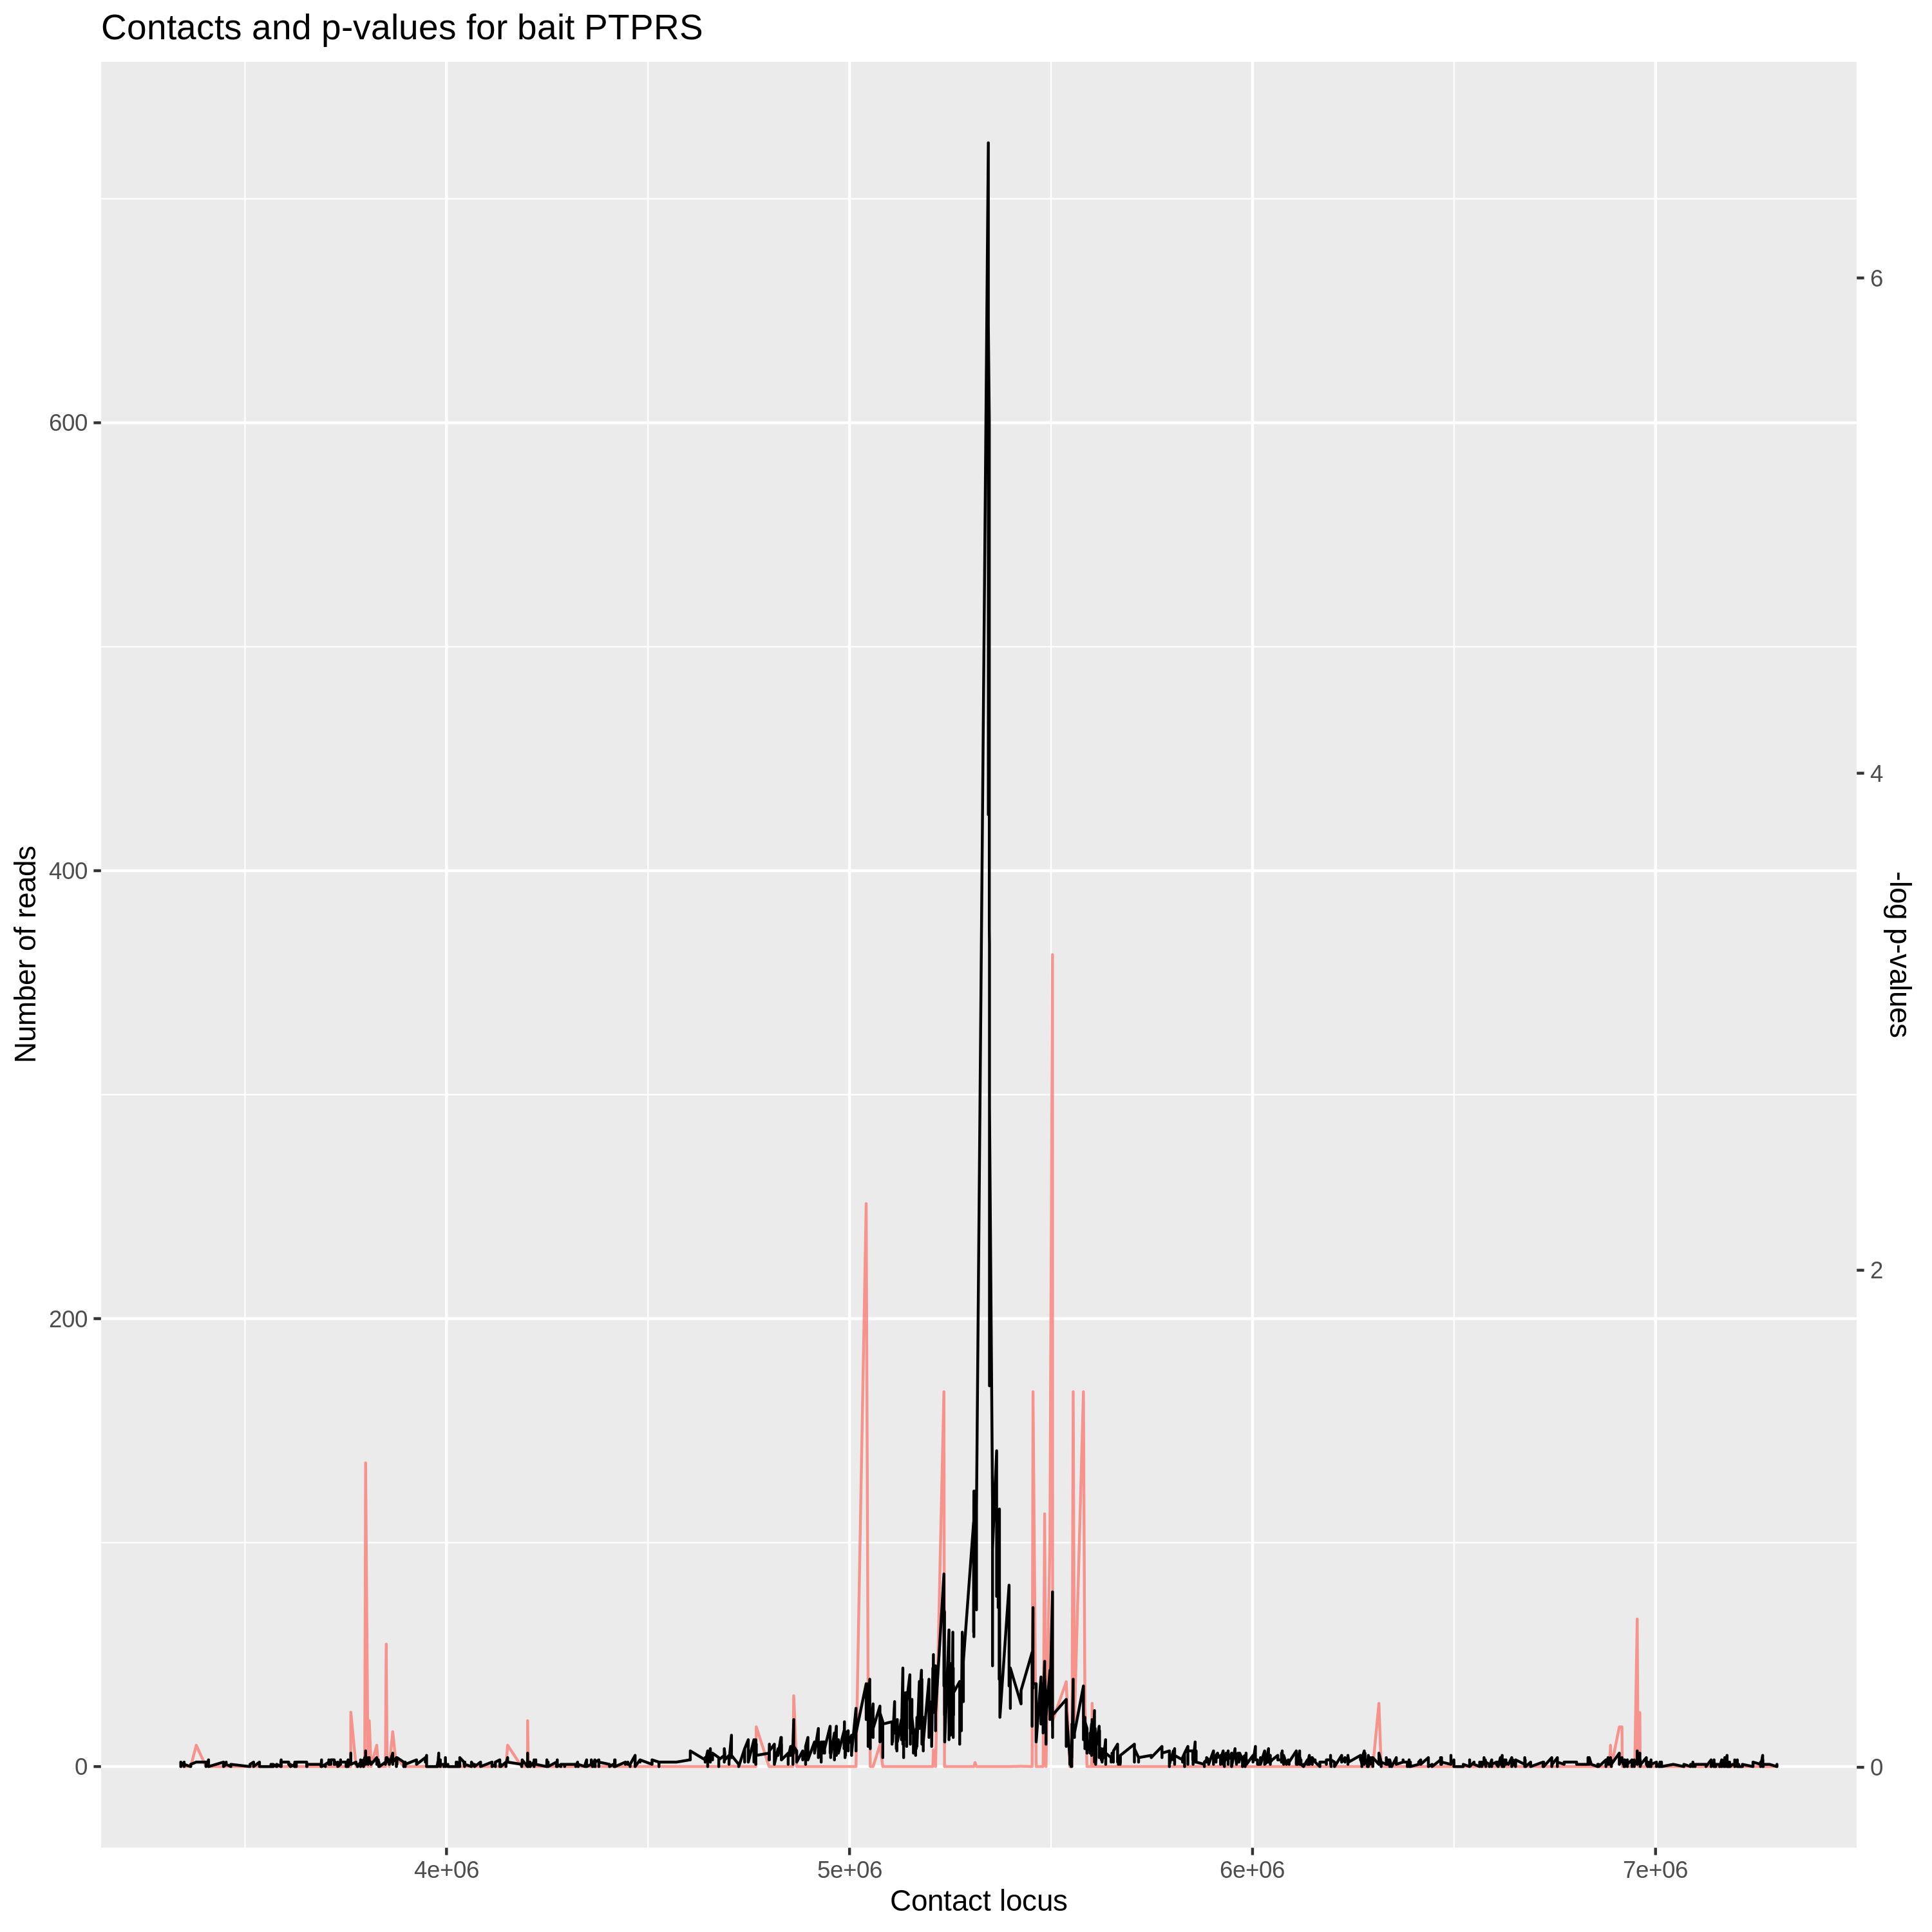 Contacts and p-values for bait PTPRS
600
400
200
0
6
4
2
0
Number of reads
-log p-values
4e+06 5e+06 6e+06 7e+06
Contact locus